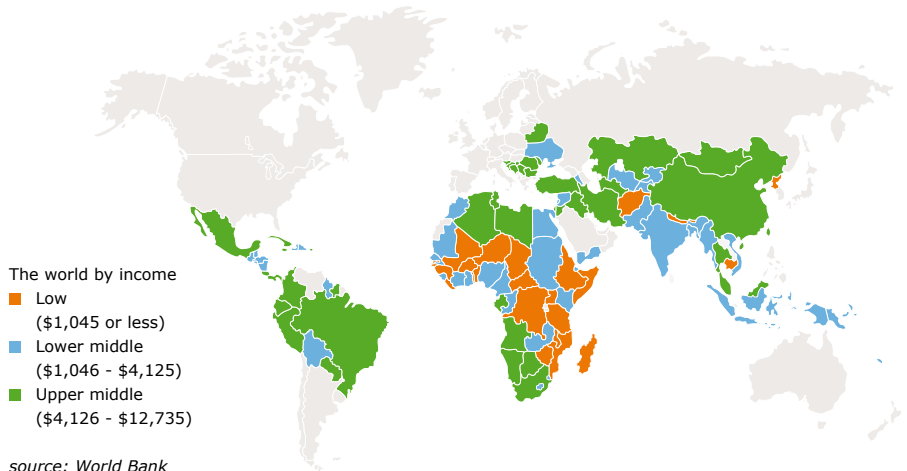 The world by income
Low
($1,045 or less)
Lower middle
($1,046 - $4,125)
Upper middle
($4,126 - $12,735)
source: World Bank